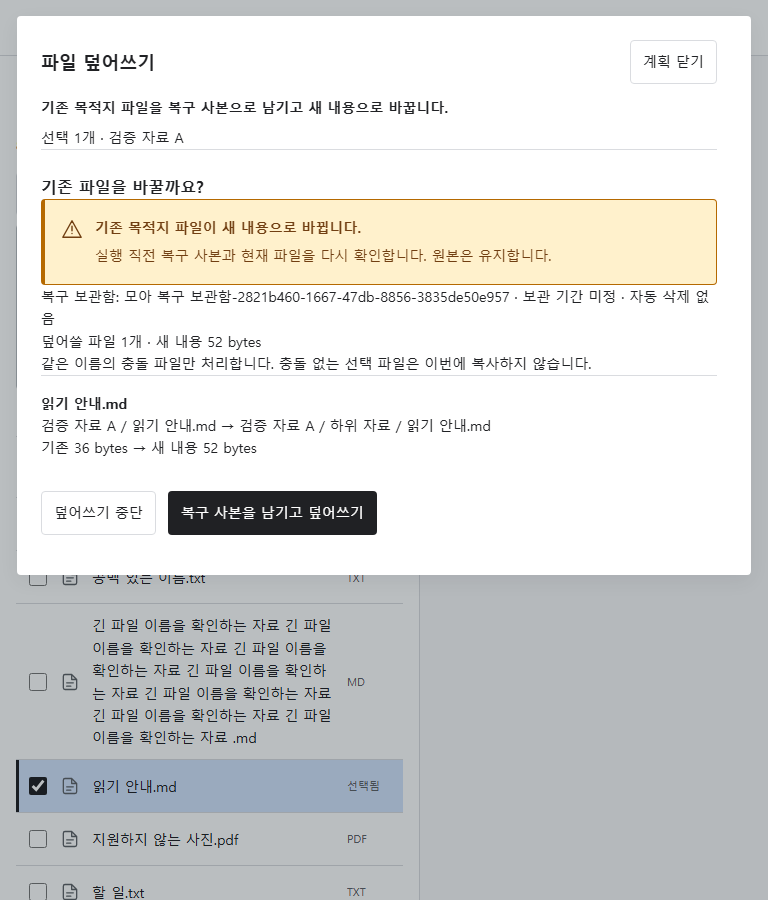 파일 덮어쓰기
계획 닫기
기존 목적지 파일을 복구 사본으로 남기고 새 내용으로 바꿉니다.
선택 1개 · 검증 자료 A
기존 파일을 바꿀까요?
기존 목적지 파일이 새 내용으로 바뀝니다.
실행 직전 복구 사본과 현재 파일을 다시 확인합니다. 원본은 유지합니다.
복구 보관함: 모아 복구 보관함-2821b460-1667-47db-8856-3835de50e957 · 보관 기간 미정 · 자동 삭제 없
음
덮어쓸 파일 1개 · 새 내용 52 bytes
같은 이름의 충돌 파일만 처리합니다. 충돌 없는 선택 파일은 이번에 복사하지 않습니다.
읽기 안내.md
검증 자료 A / 읽기 안내.md → 검증 자료 A / 하위 자료 / 읽기 안내.md
기존 36 bytes → 새 내용 52 bytes
덮어쓰기 중단
복구 사본을 남기고 덮어쓰기
공백 있는 이름.txt
TXT
긴 파일 이름을 확인하는 자료 긴 파일
이름을 확인하는 자료 긴 파일 이름을
확인하는 자료 긴 파일 이름을 확인하
는 자료 긴 파일 이름을 확인하는 자료
긴 파일 이름을 확인하는 자료 긴 파일
이름을 확인하는 자료 .md
MD
읽기 안내.md
선택됨
지원하지 않는 사진.pdf
PDF
할 일.txt
TXT